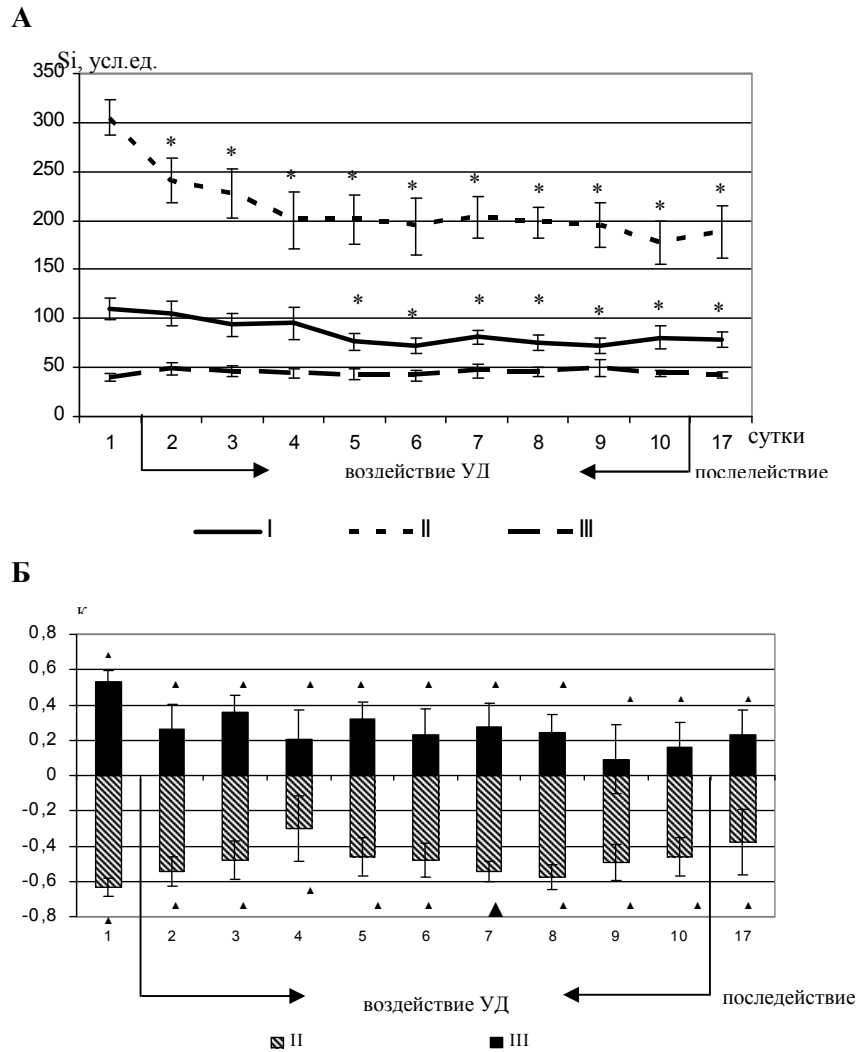 А
Si, усл.ед.
350
300
250
200
150
100
50
0
* * * * * * * * * *
* * * * * * *
1 2 3 4 5 6 7 8 9 10 17 сутки
воздействие УД последействие
I II III
Б
к
0,8
0,6
0,4
0,2
0
-0,2
-0,4
-0,6
-0,8
1 2 3 4 5 6 7 8 9 10 17
воздействие УД последействие
II III